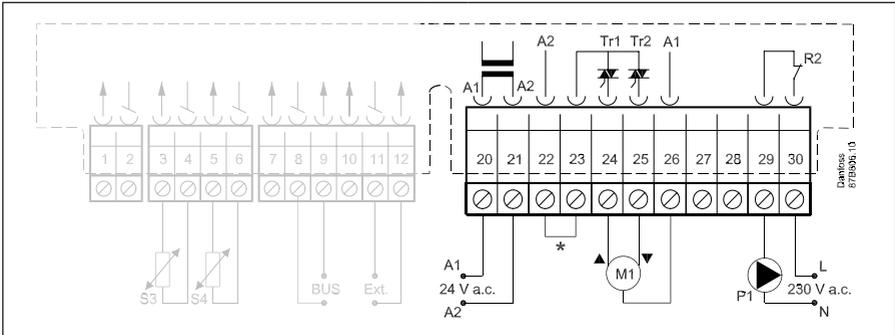 A2 Tr1 Tr2 A1
R2
A1 A2
1 2 3 4 5 6 7 8 9 10 11 12
20 21 22 23 24 25 26 27 28 29 30
Danfoss
87B606.10
*
A1
24 V a.c.
A2
S3 S4 BUS Ext.
M1
P1
L
230 V a.c.
N